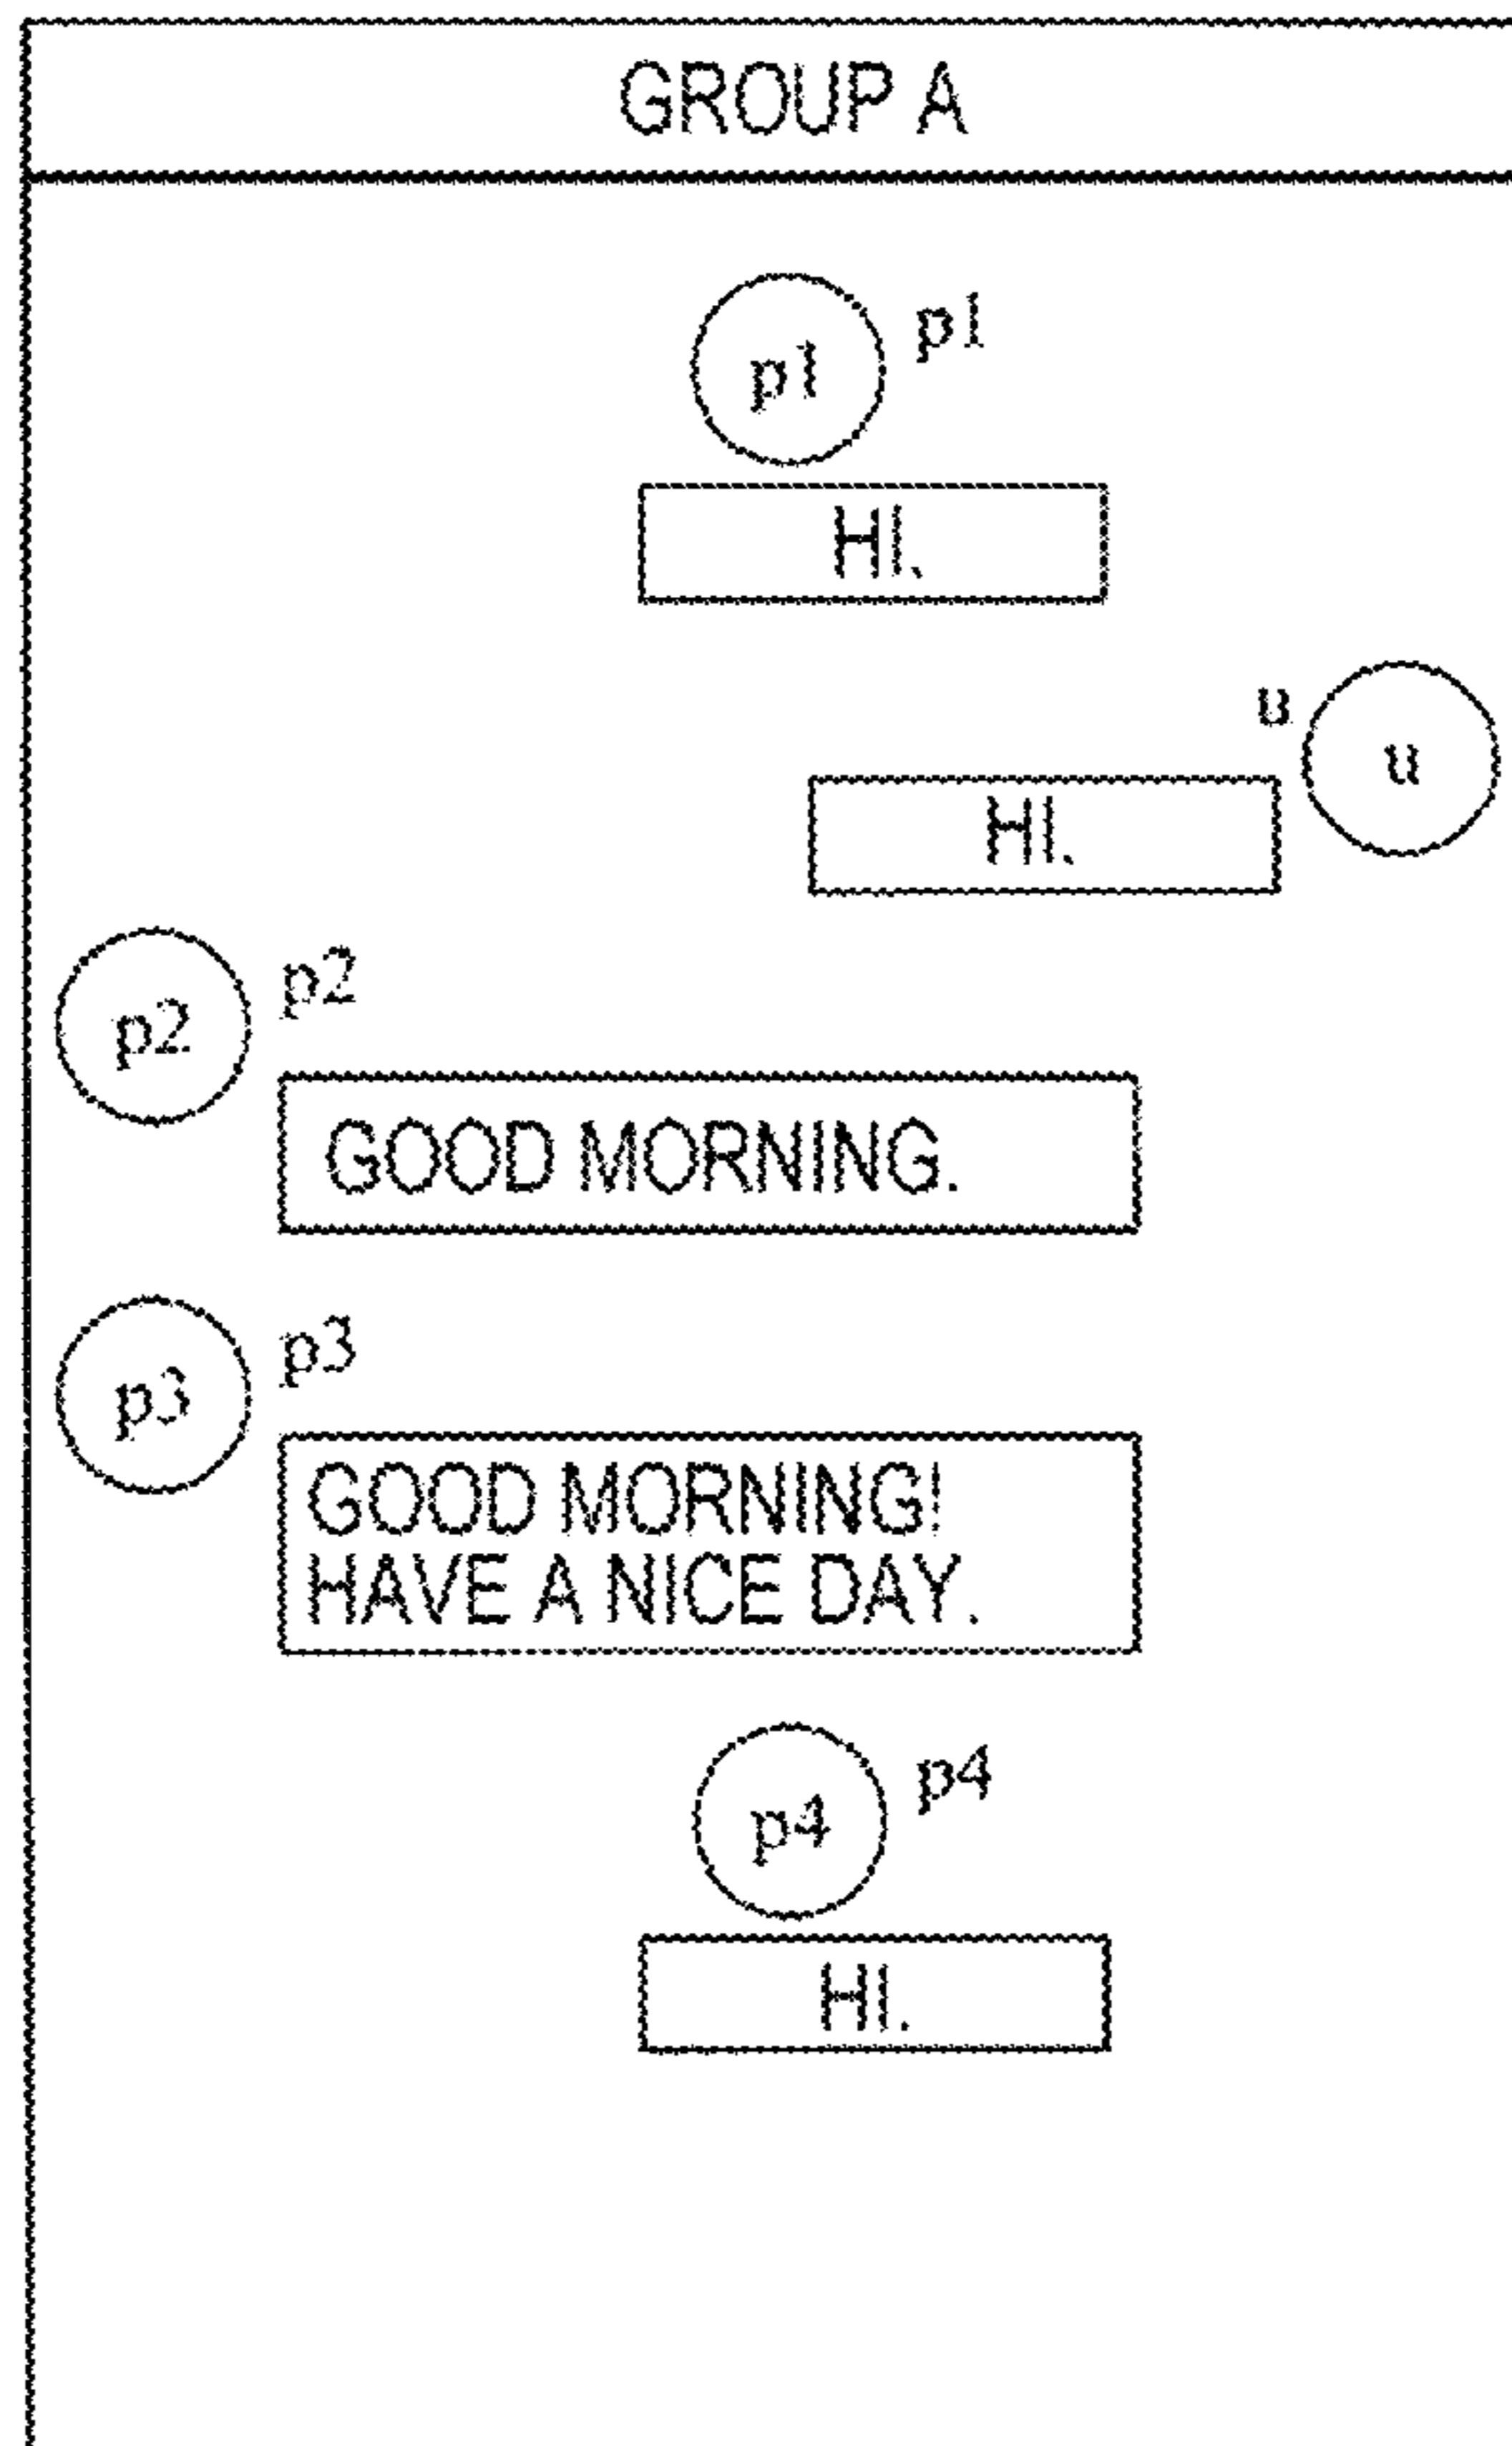 GROUP A
p1
p1
HI.
u
u
HI.
p2
p2
GOOD MORNING.
p3
p3
GOOD MORNING!
HAVE A NICE DAY.
p4
p4
HI.